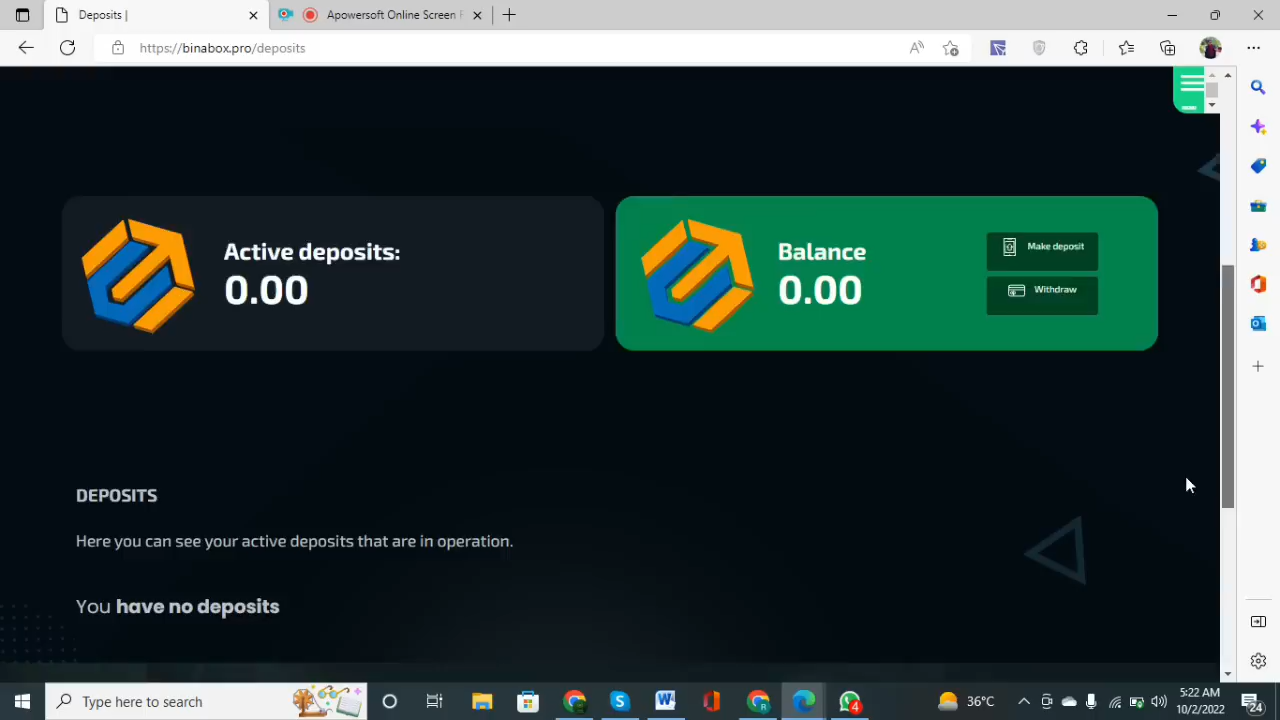 Deposits |
Apowersoft Online Screen R
https://binabox.pro/deposits
Active deposits:
0.00
Balance
0.00
Make deposit
Withdraw
DEPOSITS
Here you can see your active deposits that are in operation.
You have no deposits
Type here to search
4
36°C
5:22 AM
10/2/2022
24